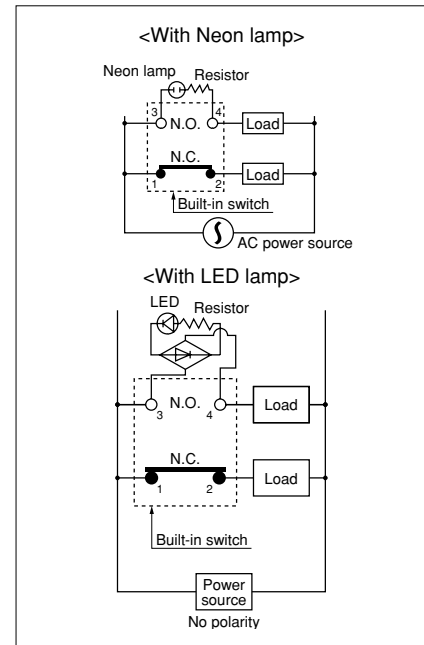 <With Neon lamp>
Neon lamp Resistor
3 N.O. 4 Load
N.C.
1 2 Load
Built-in switch
AC power source
<With LED lamp>
LED Resistor
N.O. Load
3 4
N.C.
1 2 Load
Built-in switch
Power
source
No polarity